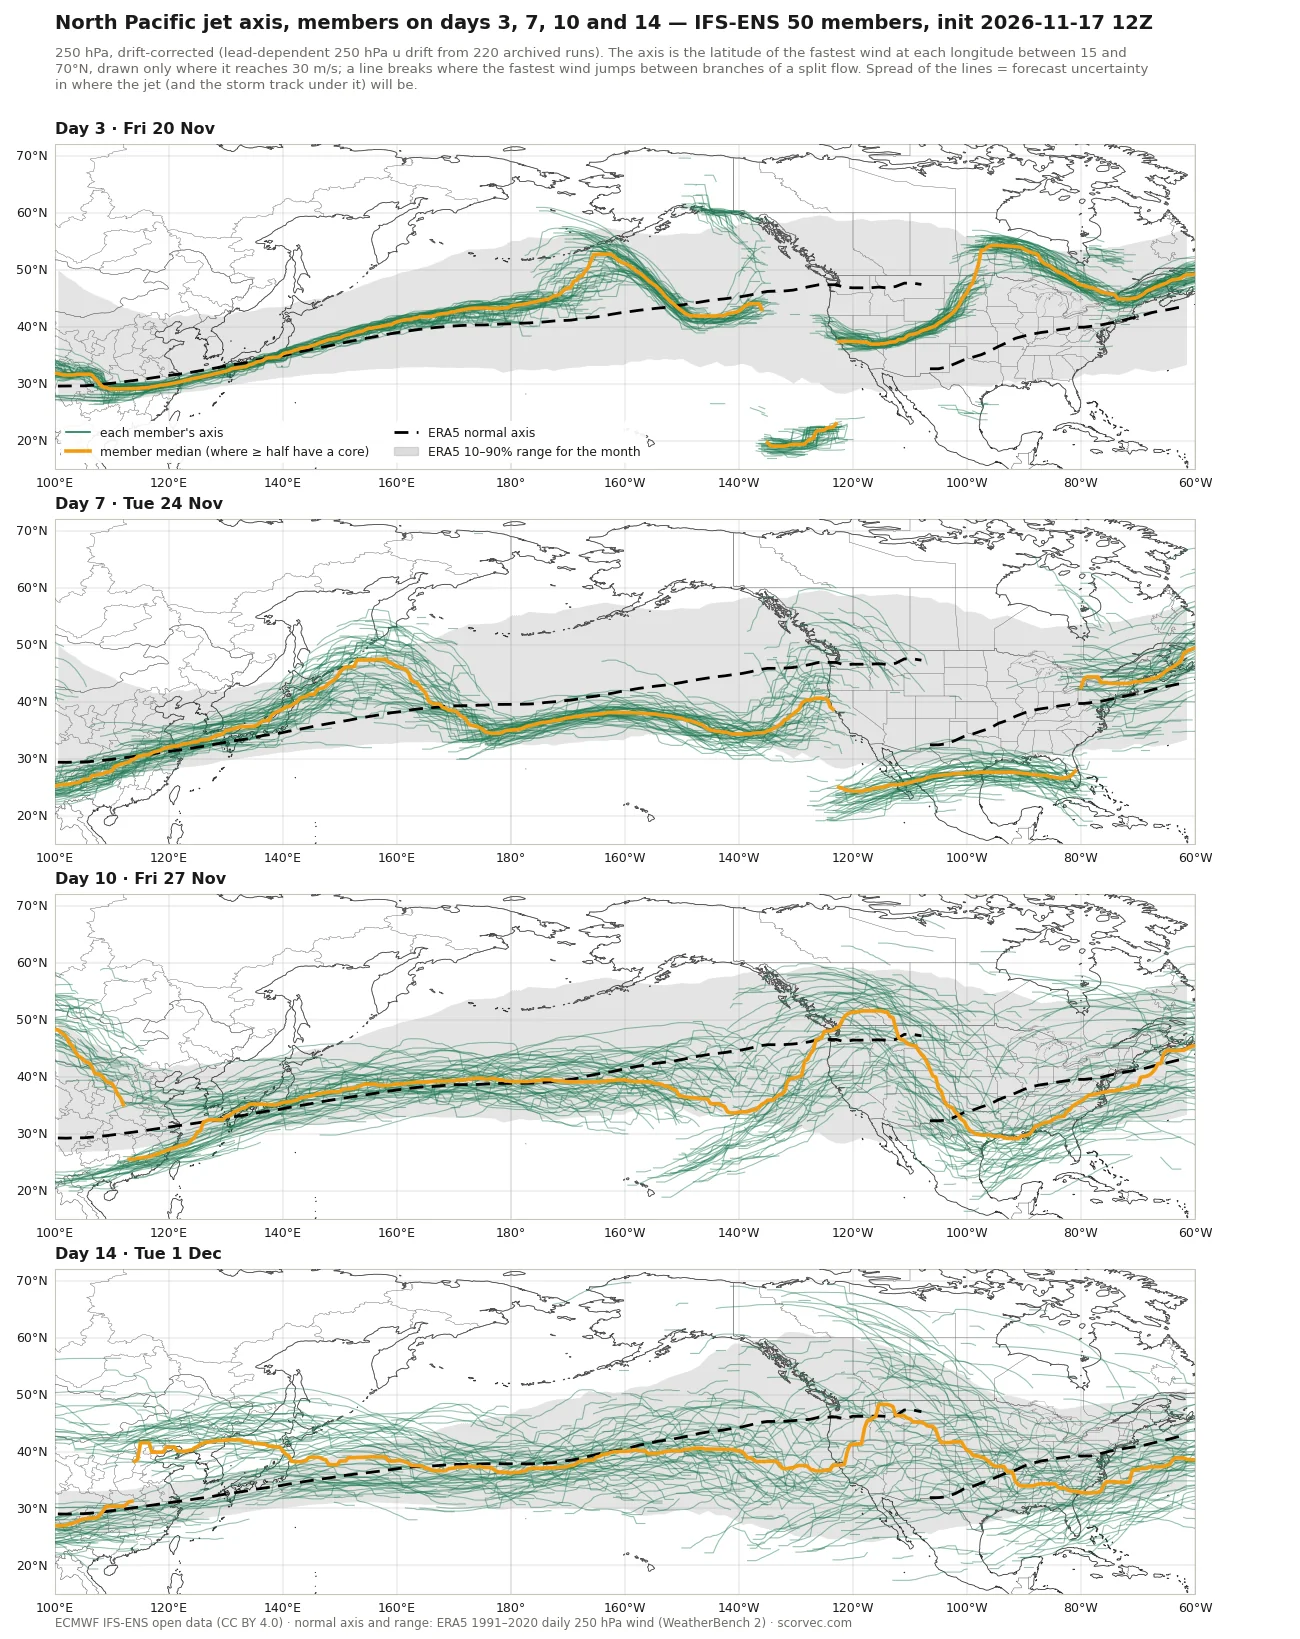 North Pacific jet axis, members on days 3, 7, 10 and 14 — IFS-ENS 50 members, init 2026-11-17 12Z
250 hPa, drift-corrected (lead-dependent 250 hPa u drift from 220 archived runs). The axis is the latitude of the fastest wind at each longitude between 15 and
70°N, drawn only where it reaches 30 m/s; a line breaks where the fastest wind jumps between branches of a split flow. Spread of the lines = forecast uncertainty
in where the jet (and the storm track under it) will be.
Day 3 · Fri 20 Nov
70°N
60°N
50°N
40°N
30°N
20°N
each member's axis
member median (where ≥ half have a core)
ERA5 normal axis
ERA5 10–90% range for the month
100°E 120°E 140°E 160°E 180° 160°W 140°W 120°W 100°W 80°W 60°W
Day 7 · Tue 24 Nov
70°N
60°N
50°N
40°N
30°N
20°N
100°E 120°E 140°E 160°E 180° 160°W 140°W 120°W 100°W 80°W 60°W
Day 10 · Fri 27 Nov
70°N
60°N
50°N
40°N
30°N
20°N
100°E 120°E 140°E 160°E 180° 160°W 140°W 120°W 100°W 80°W 60°W
Day 14 · Tue 1 Dec
70°N
60°N
50°N
40°N
30°N
20°N
100°E 120°E 140°E 160°E 180° 160°W 140°W 120°W 100°W 80°W 60°W
ECMWF IFS-ENS open data (CC BY 4.0) · normal axis and range: ERA5 1991–2020 daily 250 hPa wind (WeatherBench 2) · scorvec.com